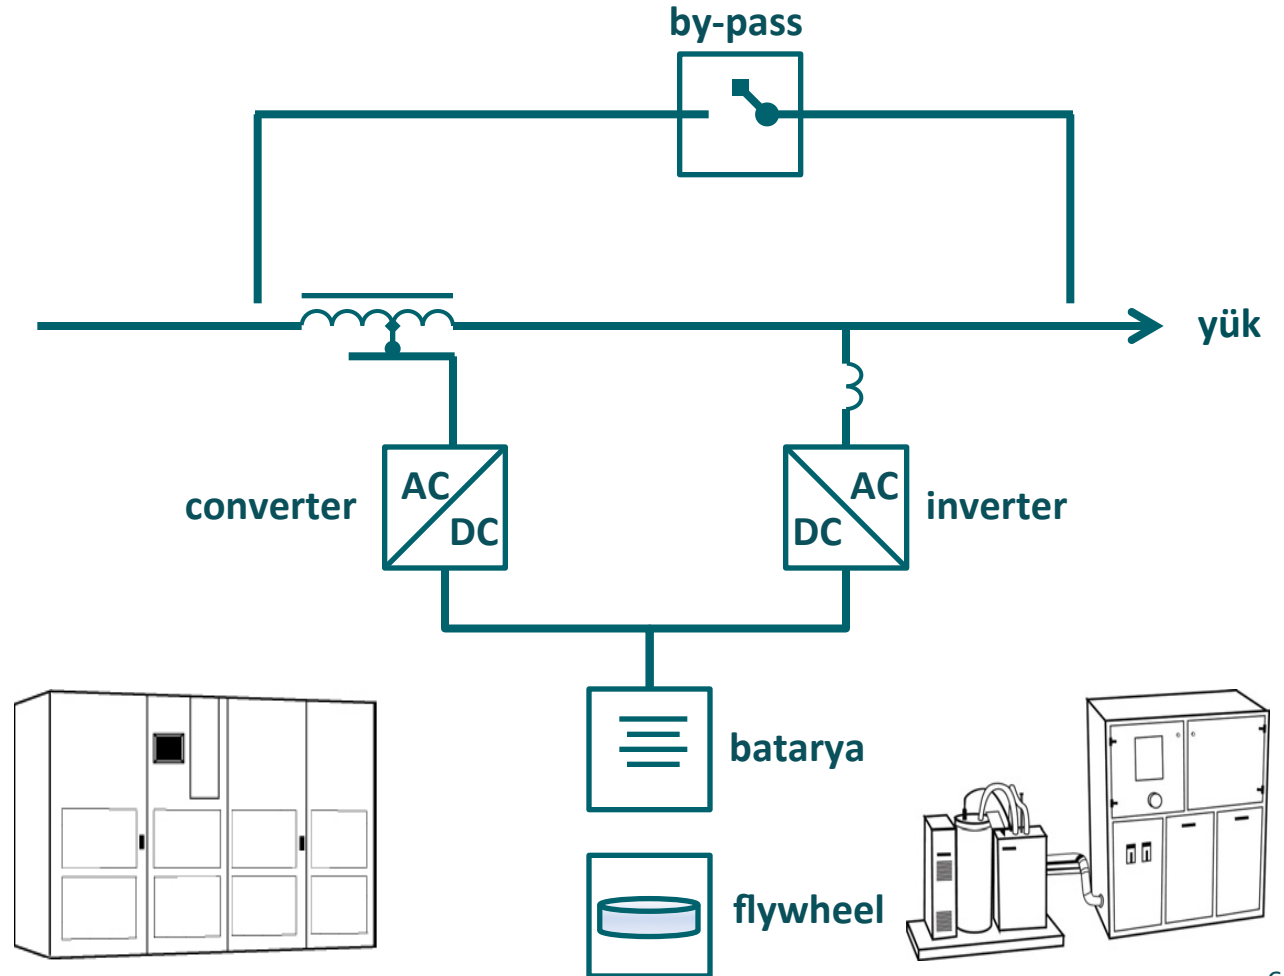 by-pass
yük
converter
AC
DC
AC
DC
inverter
batarya
flywheel